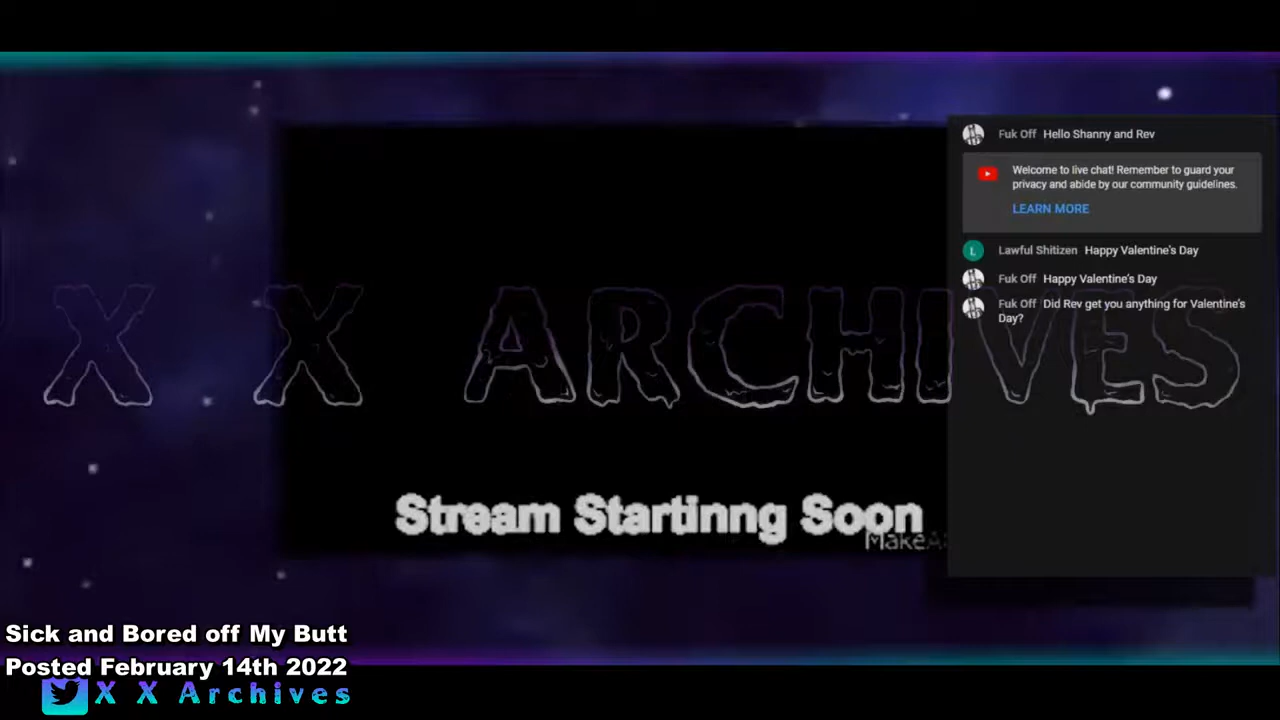 Fuk Off Hello Shanny and Rev
Welcome to live chat! Remember to guard your
privacy and abide by our community guidelines.
LEARN MORE
L Lawful Shitizen Happy Valentine's Day
Fuk Off Happy Valentine's Day
Fuk Off Did Rev get you anything for Valentine's
Day?
X X ARCHIVES
Stream Startinng Soon
Sick and Bored off My Butt
Posted February 14th 2022
X X Archives